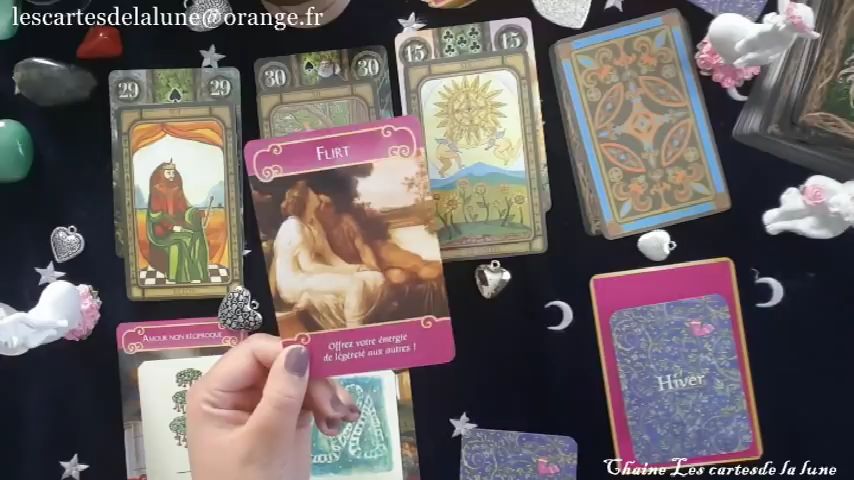 lescartesdelalune@orange.fr
29 29
30 30
15 15
FLIRT
Offrez votre énergie
de légèreté aux autres !
AMOUR NON RÉCIPROQUE
Hiver
Chaine Les cartesde la lune